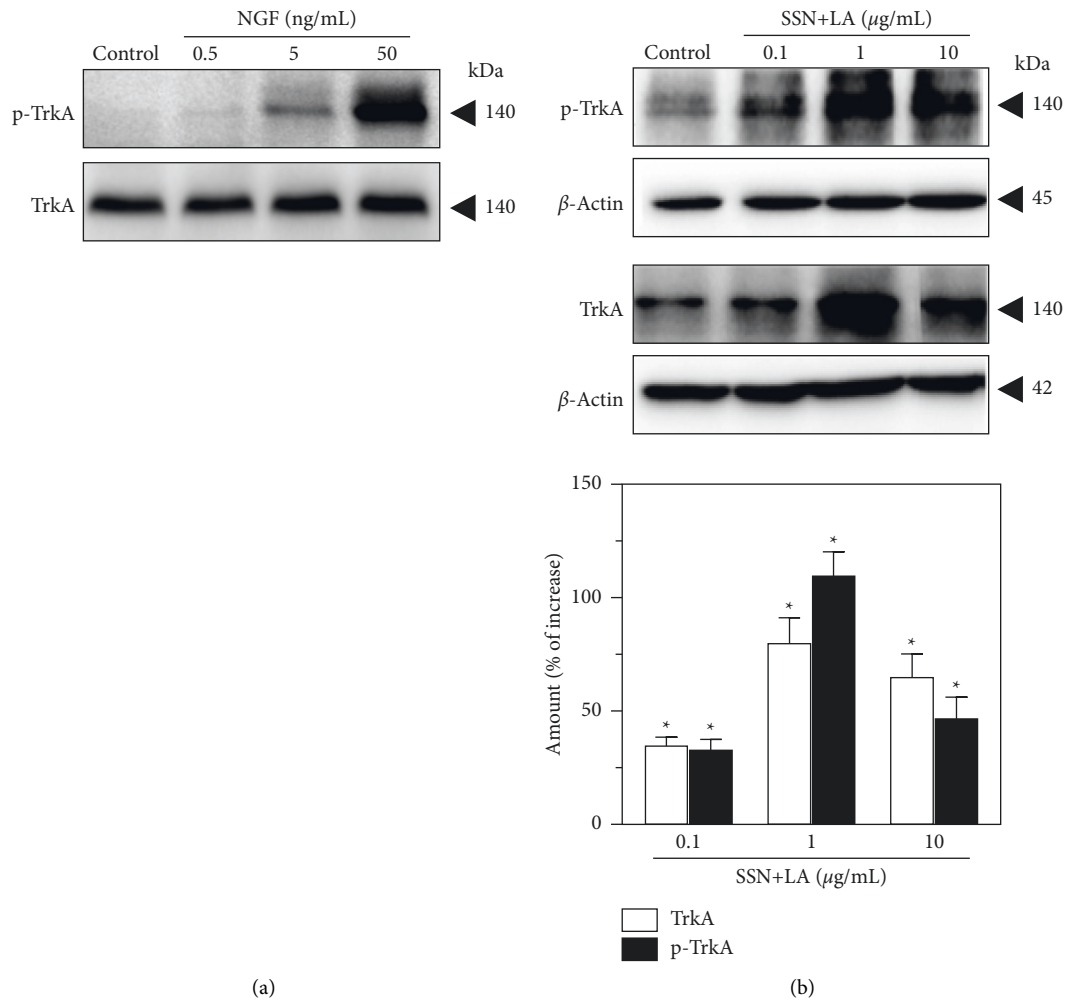 NGF (ng/mL)
Control 0.5 5 50
kDa
p-TrkA 140
TrkA 140
SSN+LA (μg/mL)
Control 0.1 1 10
kDa
p-TrkA 140
β-Actin 45
TrkA 140
β-Actin 42
150
100
50
0
Amount (% of increase)
* * * * * *
0.1 1 10
SSN+LA (μg/mL)
TrkA
p-TrkA
(a) (b)